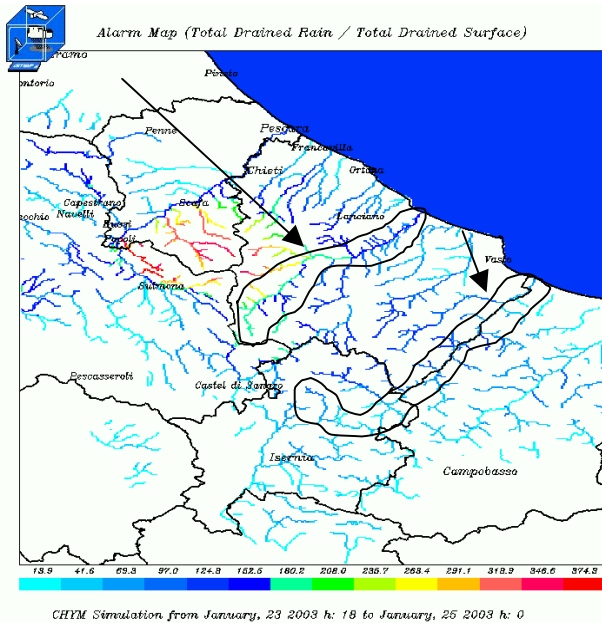 Alarm Map (Total Drained Rain / Total Drained Surface)
Pineto
Penne
Pescara
Francavilla
Chieti
Ortona
Capestrano
Scafa
Lanciano
Navelli
Bussi
Popoli
Vasto
Sulmona
Pescasseroli
Castel di Sangro
Isernia
Campobasso
13.9 41.6 69.3 97.0 124.8 152.5 180.2 208.0 235.7 263.4 291.1 318.9 346.6 374.3
CHYM Simulation from January, 23 2003 h: 18 to January, 25 2003 h: 0